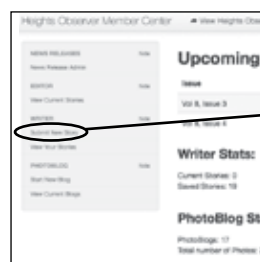 Heights Observer Member Center View Heights Obs
NEWS RELEASES hide
News Release Admin
EDITOR hide
View Current Stories
WRITER hide
Submit New Story
View Your Stories
PHOTOBLOG hide
Start New Blog
View Current Blogs
Upcoming
Issue
Vol 8, Issue 3
Vol 8, Issue 4
Writer Stats:
Current Stories: 0
Saved Stories: 19
PhotoBlog St
PhotoBlogs: 17
Total number of Photos: